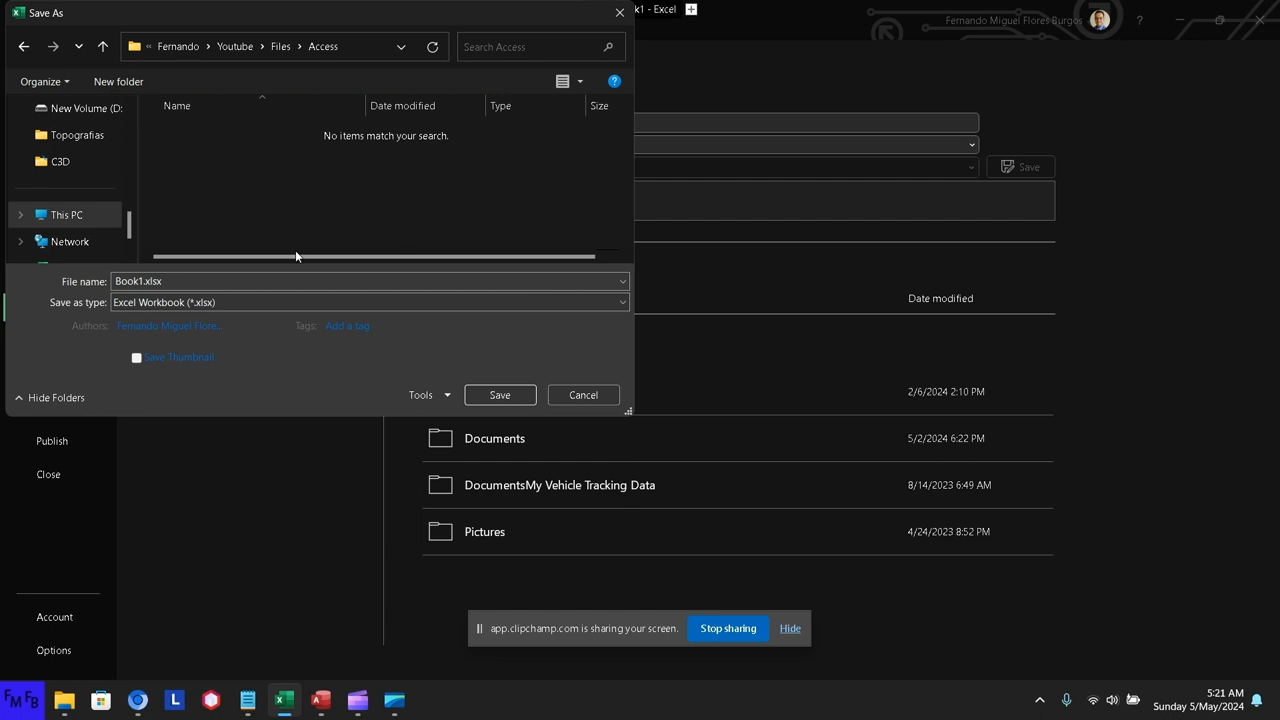 Save As
k1 - Excel
Fernando Miguel Flores Burgos
?
« Fernando > Youtube > Files > Access
Search Access
Organize
New folder
?
New Volume (D:
Topografias
C3D
This PC
Network
Name
Date modified
Type
Size
No items match your search.
File name: Book1.xlsx
Save as type: Excel Workbook (*.xlsx)
Authors: Fernando Miguel Flore...
Tags: Add a tag
Save Thumbnail
Hide Folders
Tools
Save
Cancel
Save
Date modified
2/6/2024 2:10 PM
Publish
Documents
5/2/2024 6:22 PM
Close
DocumentsMy Vehicle Tracking Data
8/14/2023 6:49 AM
Pictures
4/24/2023 8:52 PM
Account
Options
app.clipchamp.com is sharing your screen.
Stop sharing
Hide
FM FB
L
5:21 AM
Sunday 5/May/2024